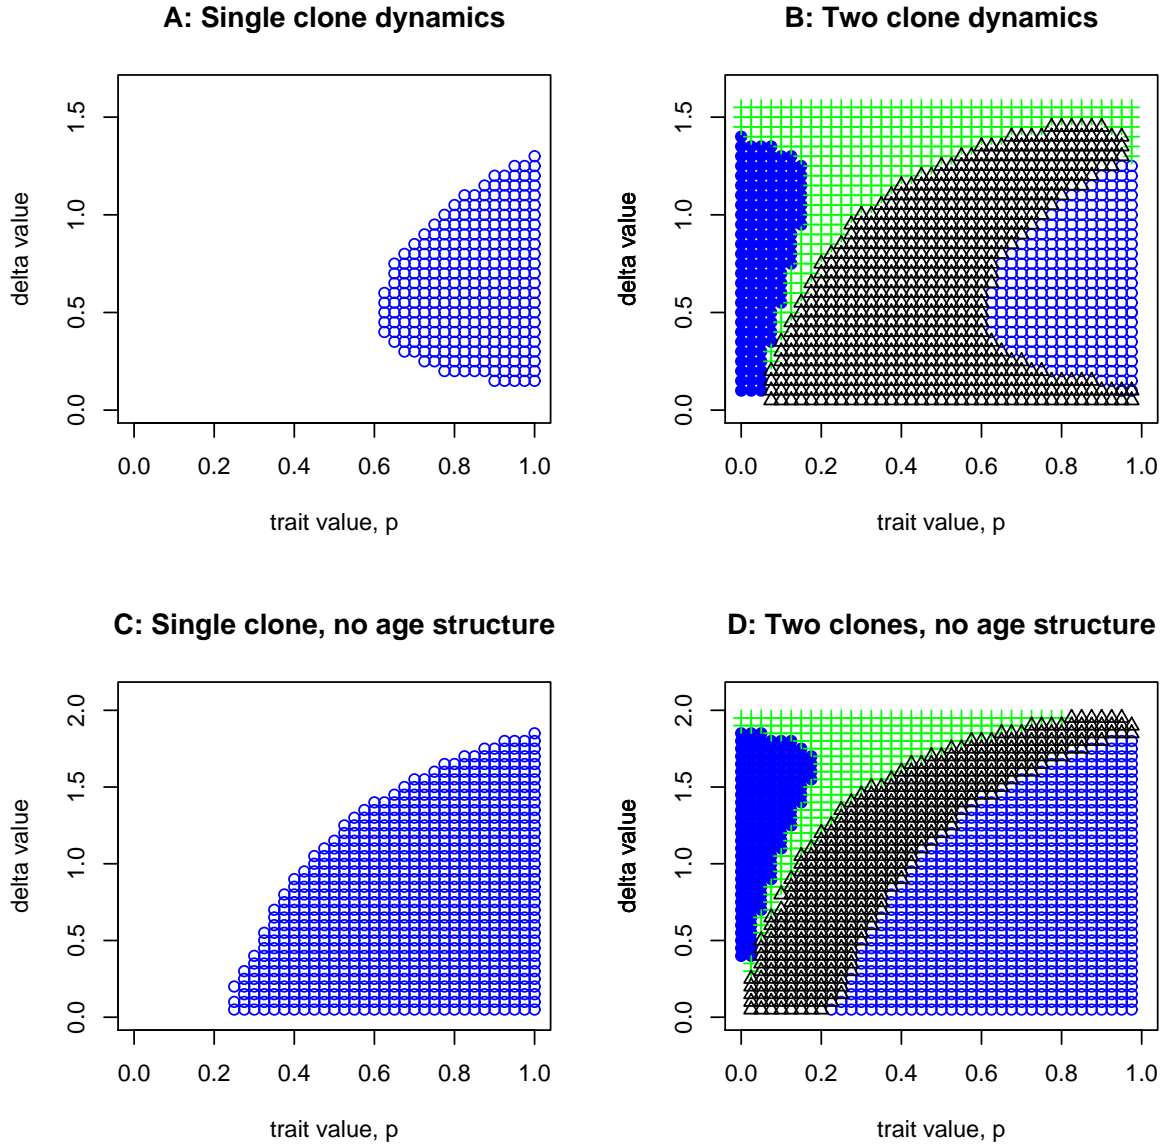 A: Single clone dynamics
B: Two clone dynamics
delta value
0.0 0.5 1.0 1.5
0.0 0.2 0.4 0.6 0.8 1.0
trait value, p
delta value
0.0 0.5 1.0 1.5
0.0 0.2 0.4 0.6 0.8 1.0
trait value, p
C: Single clone, no age structure
D: Two clones, no age structure
delta value
0.0 0.5 1.0 1.5 2.0
0.0 0.2 0.4 0.6 0.8 1.0
trait value, p
delta value
0.0 0.5 1.0 1.5 2.0
0.0 0.2 0.4 0.6 0.8 1.0
trait value, p